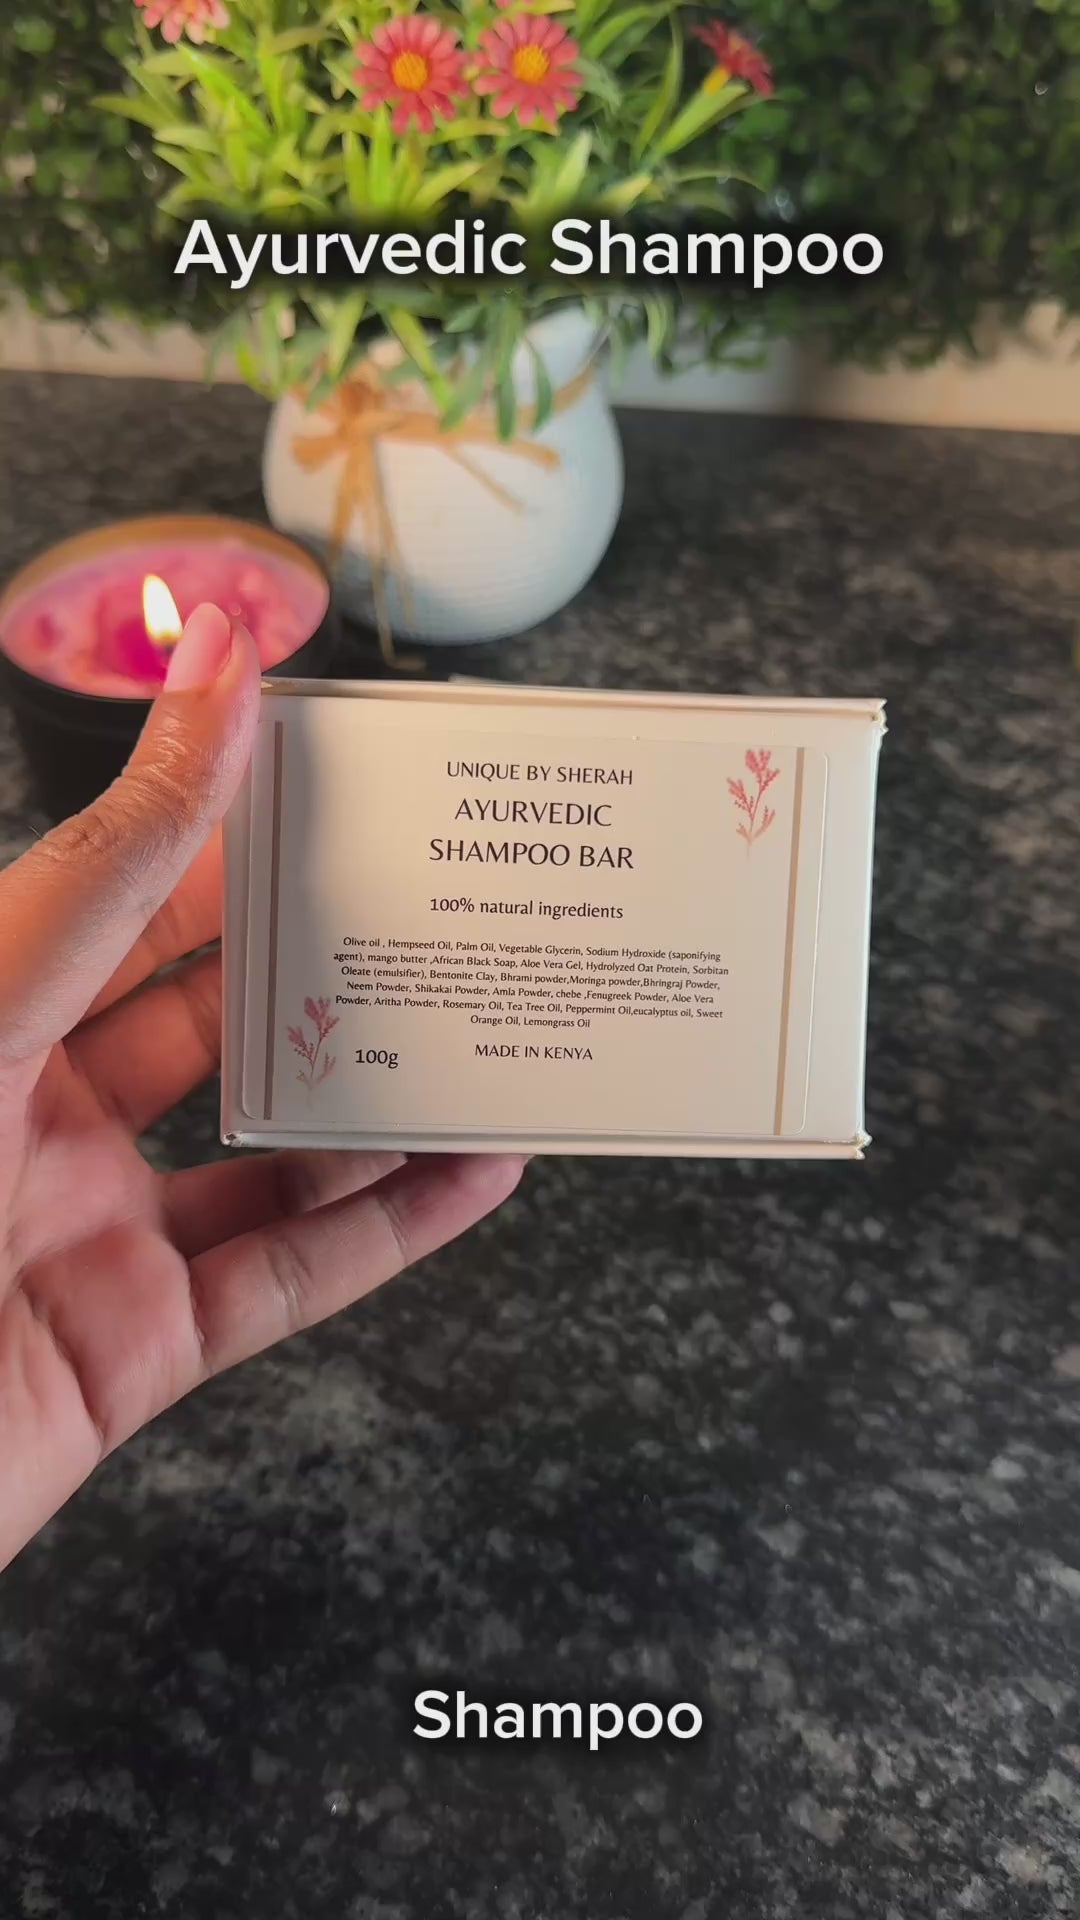 Ayurvedic Shampoo
UNIQUE BY SHERAH
AYURVEDIC
SHAMPOO BAR
100% natural ingredients
Olive oil , Hempseed Oil, Palm Oil, Vegetable Glycerin, Sodium Hydroxide (saponifying
agent), mango butter ,African Black Soap, Aloe Vera Gel, Hydrolyzed Oat Protein, Sorbitan
Oleate (emulsifier), Bentonite Clay, Bhrami powder,Moringa powder,Bhringraj Powder,
Neem Powder, Shikakai Powder, Amla Powder, chebe ,Fenugreek Powder, Aloe Vera
Powder, Aritha Powder, Rosemary Oil, Tea Tree Oil, Peppermint Oil,eucalyptus oil, Sweet
Orange Oil, Lemongrass Oil
100g
MADE IN KENYA
Shampoo